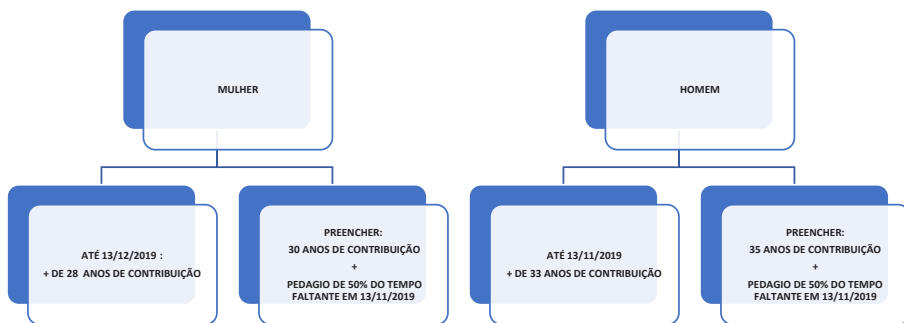 MULHER
HOMEM
ATÉ 13/12/2019 :
+ DE 28 ANOS DE CONTRIBUIÇÃO
PREENCHER:
30 ANOS DE CONTRIBUIÇÃO
+
PEDAGIO DE 50% DO TEMPO
FALTANTE EM 13/11/2019
ATÉ 13/11/2019
+ DE 33 ANOS DE CONTRIBUIÇÃO
PREENCHER:
35 ANOS DE CONTRIBUIÇÃO
+
PEDAGIO DE 50% DO TEMPO
FALTANTE EM 13/11/2019